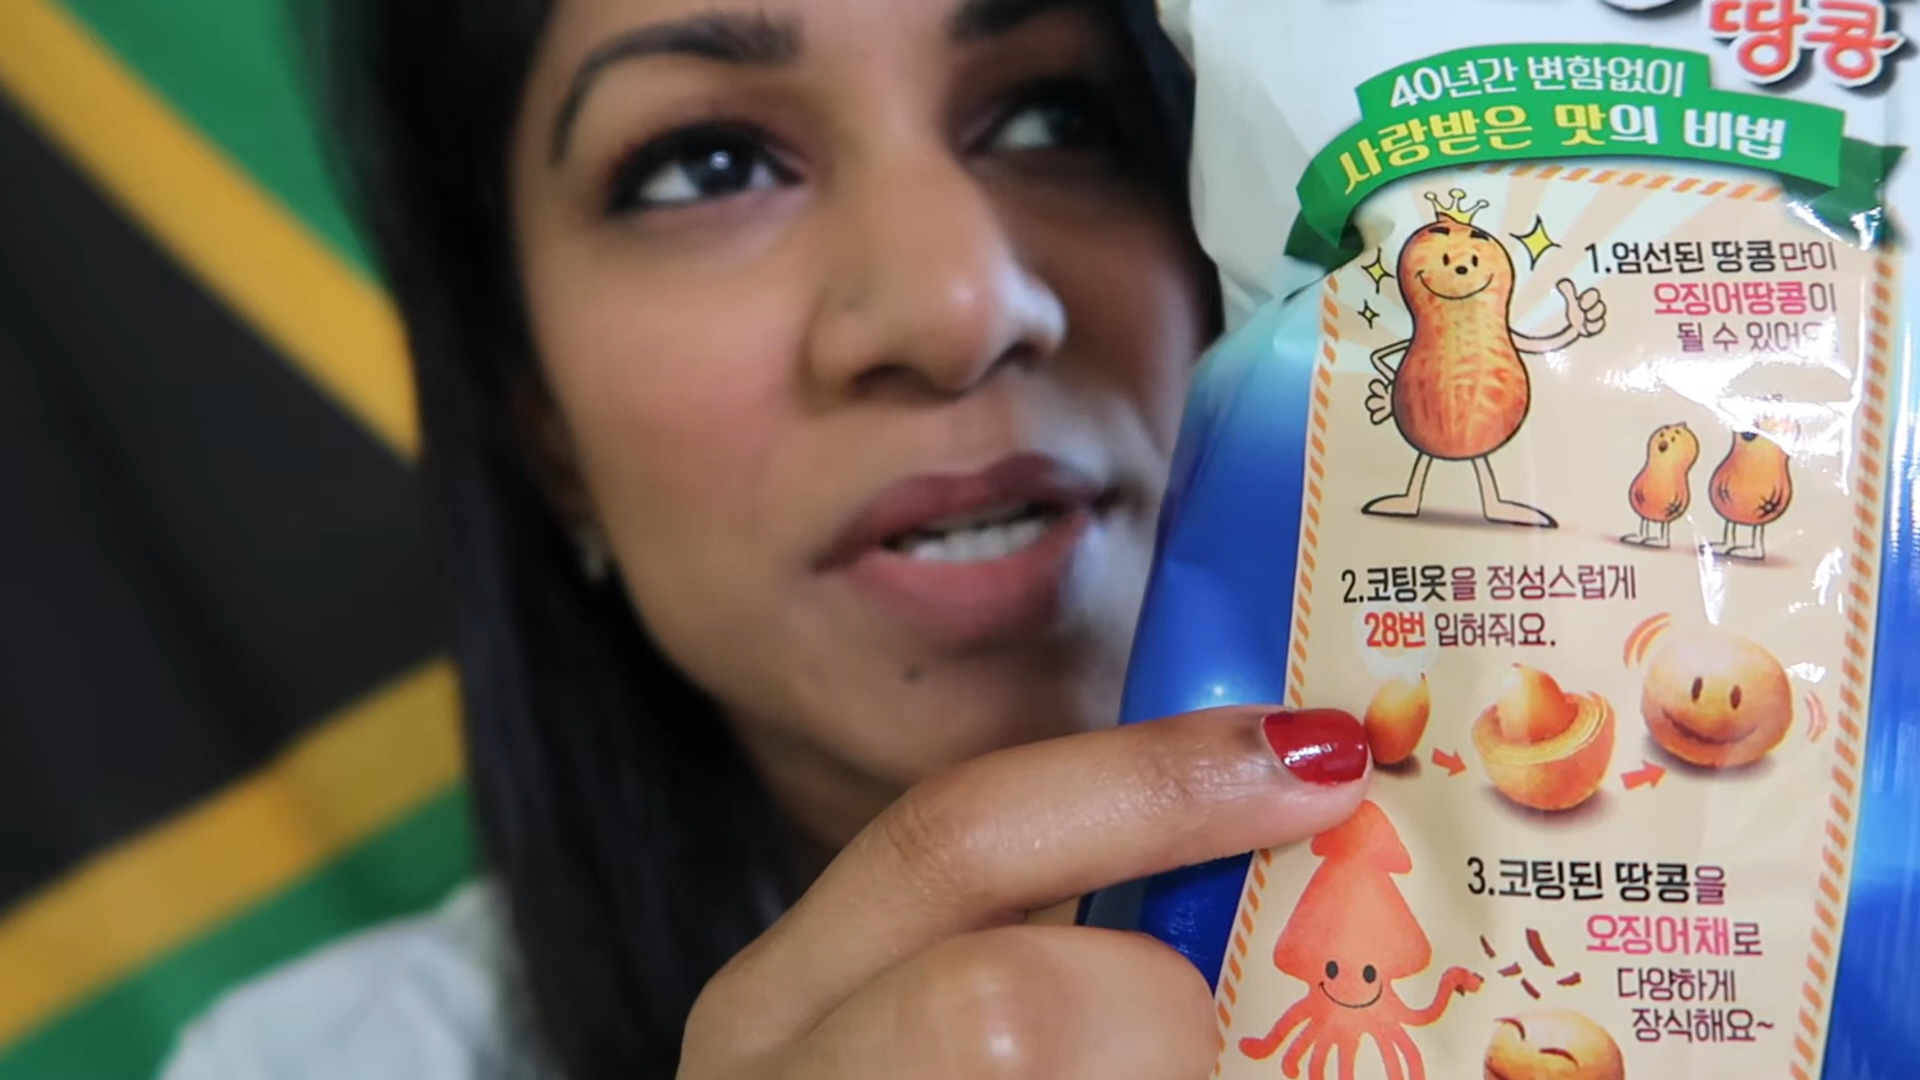 땅콩
40년간 변함없이
사랑받은 맛의 비법
1.엄선된 땅콩만이
오징어땅콩이
될 수 있어요
2.코팅옷을 정성스럽게
28번 입혀줘요.
3.코팅된 땅콩을
오징어채로
다양하게
장식해요~